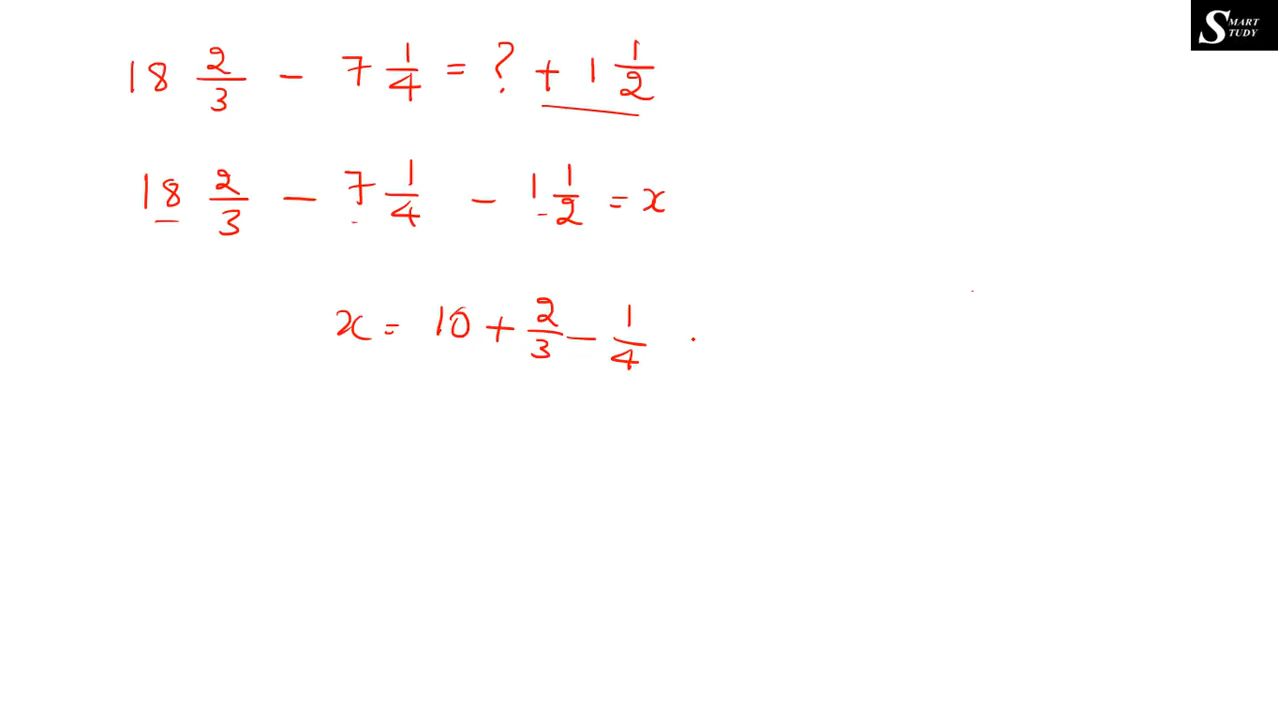 SMART STUDY
18 2/3 - 7 1/4 = ? + 1 1/2
18 2/3 - 7 1/4 - 1 1/2 = x
x = 10 + 2/3 - 1/4